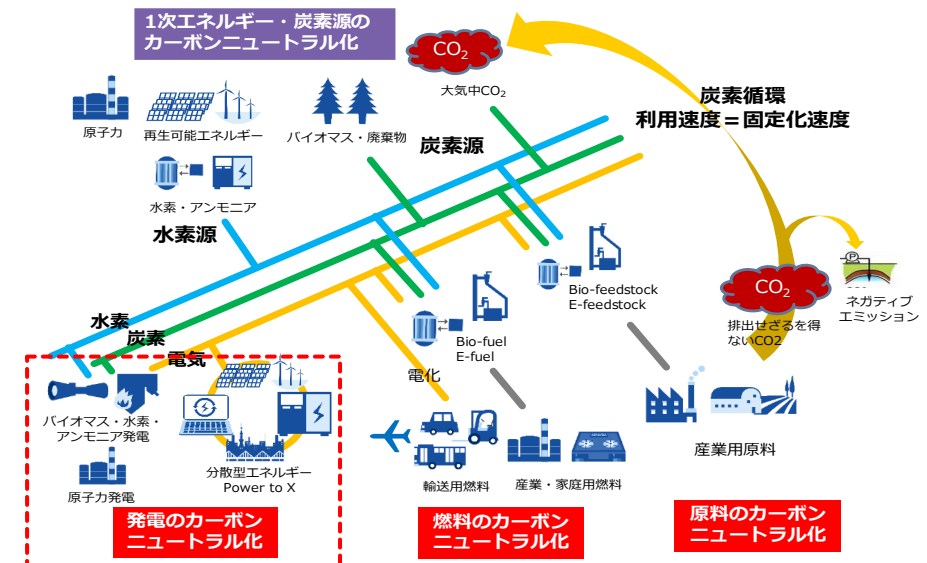 1次エネルギー・炭素源の
カーボンニュートラル化
CO2
大気中CO2
炭素循環
利用速度＝固定化速度
原子力
再生可能エネルギー
バイオマス・廃棄物
炭素源
水素・アンモニア
水素源
P
CO2
ネガティブ
エミッション
排出せざるを得
ないCO2
Bio-feedstock
E-feedstock
Bio-fuel
E-fuel
水素
炭素
電気
電化
バイオマス・水素・
アンモニア発電
原子力発電
分散型エネルギー
Power to X
輸送用燃料
産業・家庭用燃料
産業用原料
発電のカーボン
ニュートラル化
燃料のカーボン
ニュートラル化
原料のカーボン
ニュートラル化